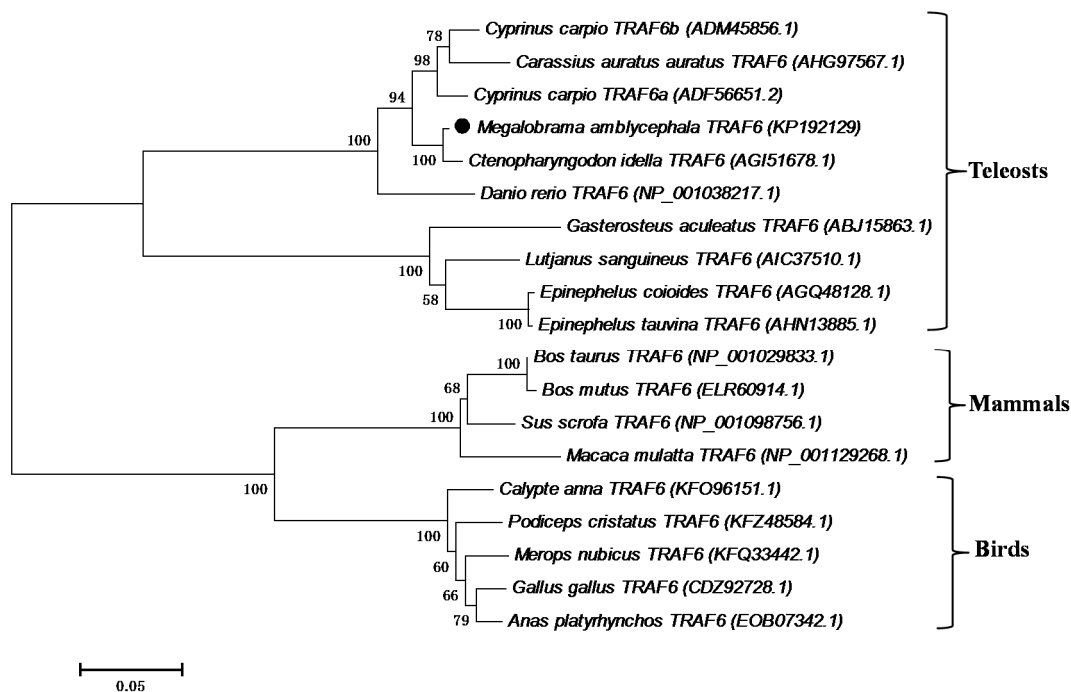 Cyprinus carpio TRAF6b (ADM45856.1)
78
Carassius auratus auratus TRAF6 (AHG97567.1)
98
Cyprinus carpio TRAF6a (ADF56651.2)
94
Megalobrama amblycephala TRAF6 (KP192129)
100
100
Ctenopharyngodon idella TRAF6 (AGI51678.1)
Teleosts
Danio rerio TRAF6 (NP_001038217.1)
Gasterosteus aculeatus TRAF6 (ABJ15863.1)
100
Lutjanus sanguineus TRAF6 (AIC37510.1)
58
Epinephelus coioides TRAF6 (AGQ48128.1)
100
Epinephelus tauvina TRAF6 (AHN13885.1)
Bos taurus TRAF6 (NP_001029833.1)
100
68
Bos mutus TRAF6 (ELR60914.1)
Mammals
100
Sus scrofa TRAF6 (NP_001098756.1)
Macaca mulatta TRAF6 (NP_001129268.1)
100
Calypte anna TRAF6 (KFO96151.1)
100
Podiceps cristatus TRAF6 (KFZ48584.1)
Birds
60
Merops nubicus TRAF6 (KFQ33442.1)
66
Gallus gallus TRAF6 (CDZ92728.1)
79
Anas platyrhynchos TRAF6 (EOB07342.1)
0.05